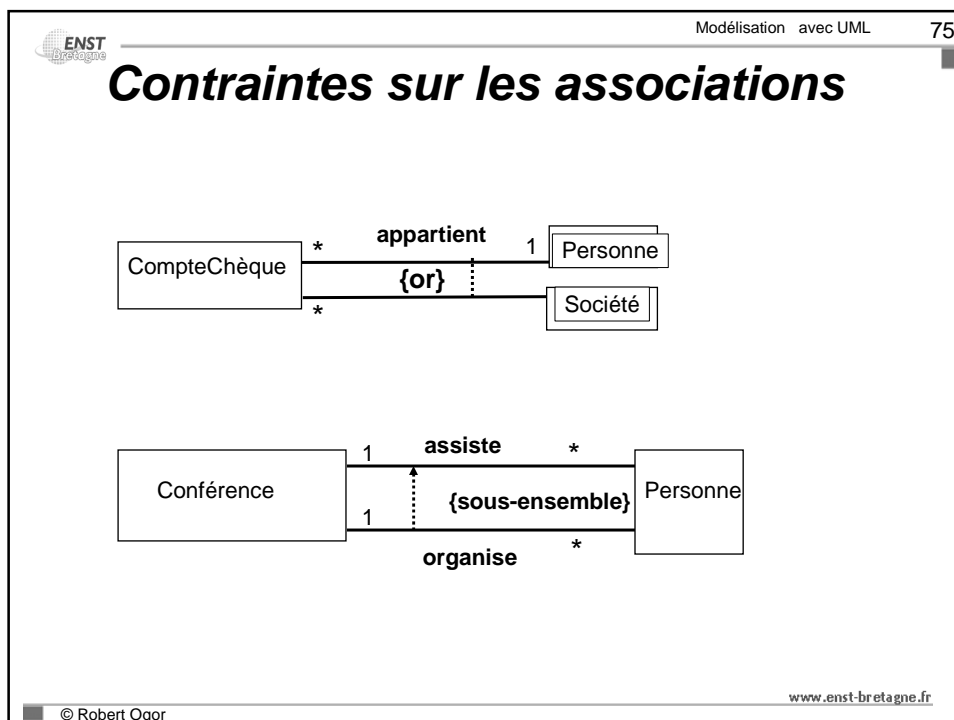 Modélisation avec UML 75
ENST
Bretagne
Contraintes sur les associations
appartient
* 1 Personne
CompteChèque
{or}
* Société
1 assiste *
Conférence {sous-ensemble} Personne
1 *
organise
www.enst-bretagne.fr
© Robert Ogor